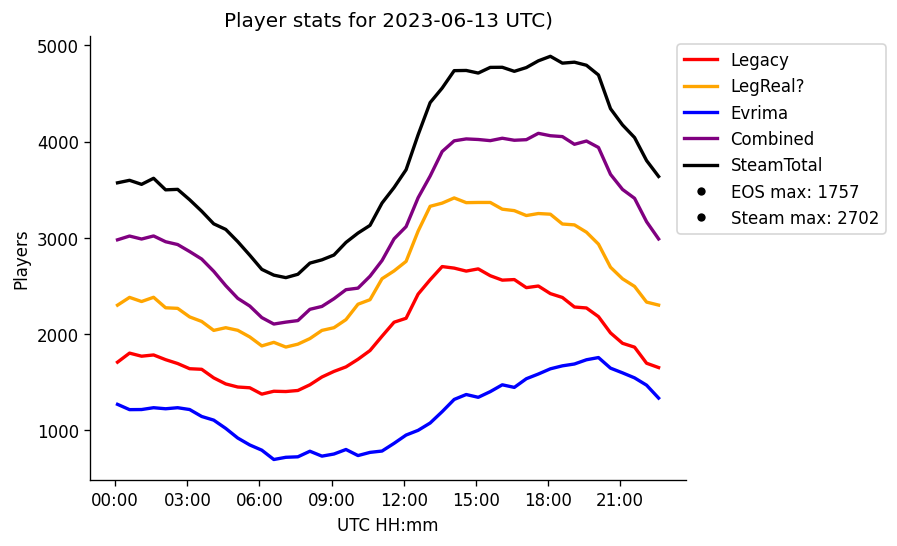 Player stats for 2023-06-13 UTC)
Legacy
LegReal?
Evrima
Combined
SteamTotal
EOS max: 1757
Steam max: 2702
Players
5000
4000
3000
2000
1000
00:00 03:00 06:00 09:00 12:00 15:00 18:00 21:00
UTC HH:mm